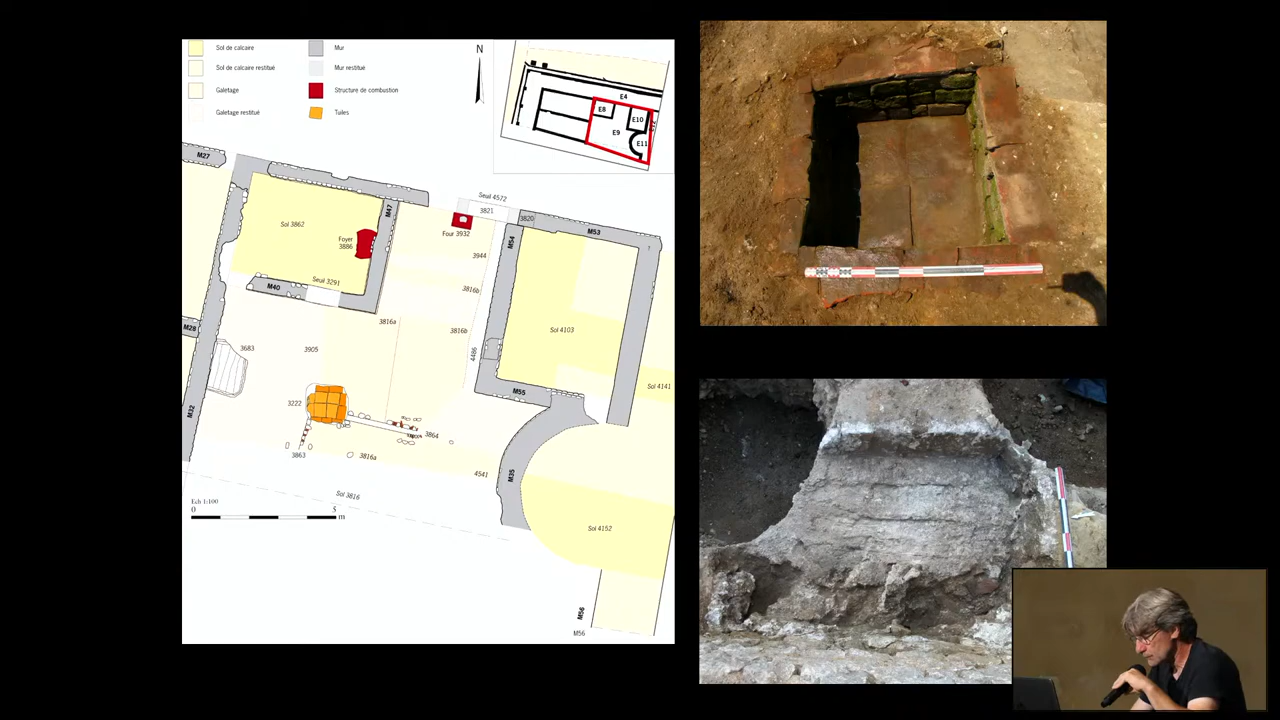 Sol de calcaire
Mur
Sol de calcaire restitué
Mur restitué
Galetage
Structure de combustion
Galetage restitué
Tuiles
N
E4
E8
E10
E9
E11
M27
Seuil 4572
3821
3820
M47
Sol 3862
Four 3932
M53
Foyer
3886
M54
3944
Seuil 3291
M40
3816b
3816a
M28
3816b
Sol 4103
3683
3905
4486
Sol 4141
M55
3222
M32
3864
3863
3816a
4541
M35
Sol 3816
Ech 1:100
0
5
m
Sol 4152
M56
M56